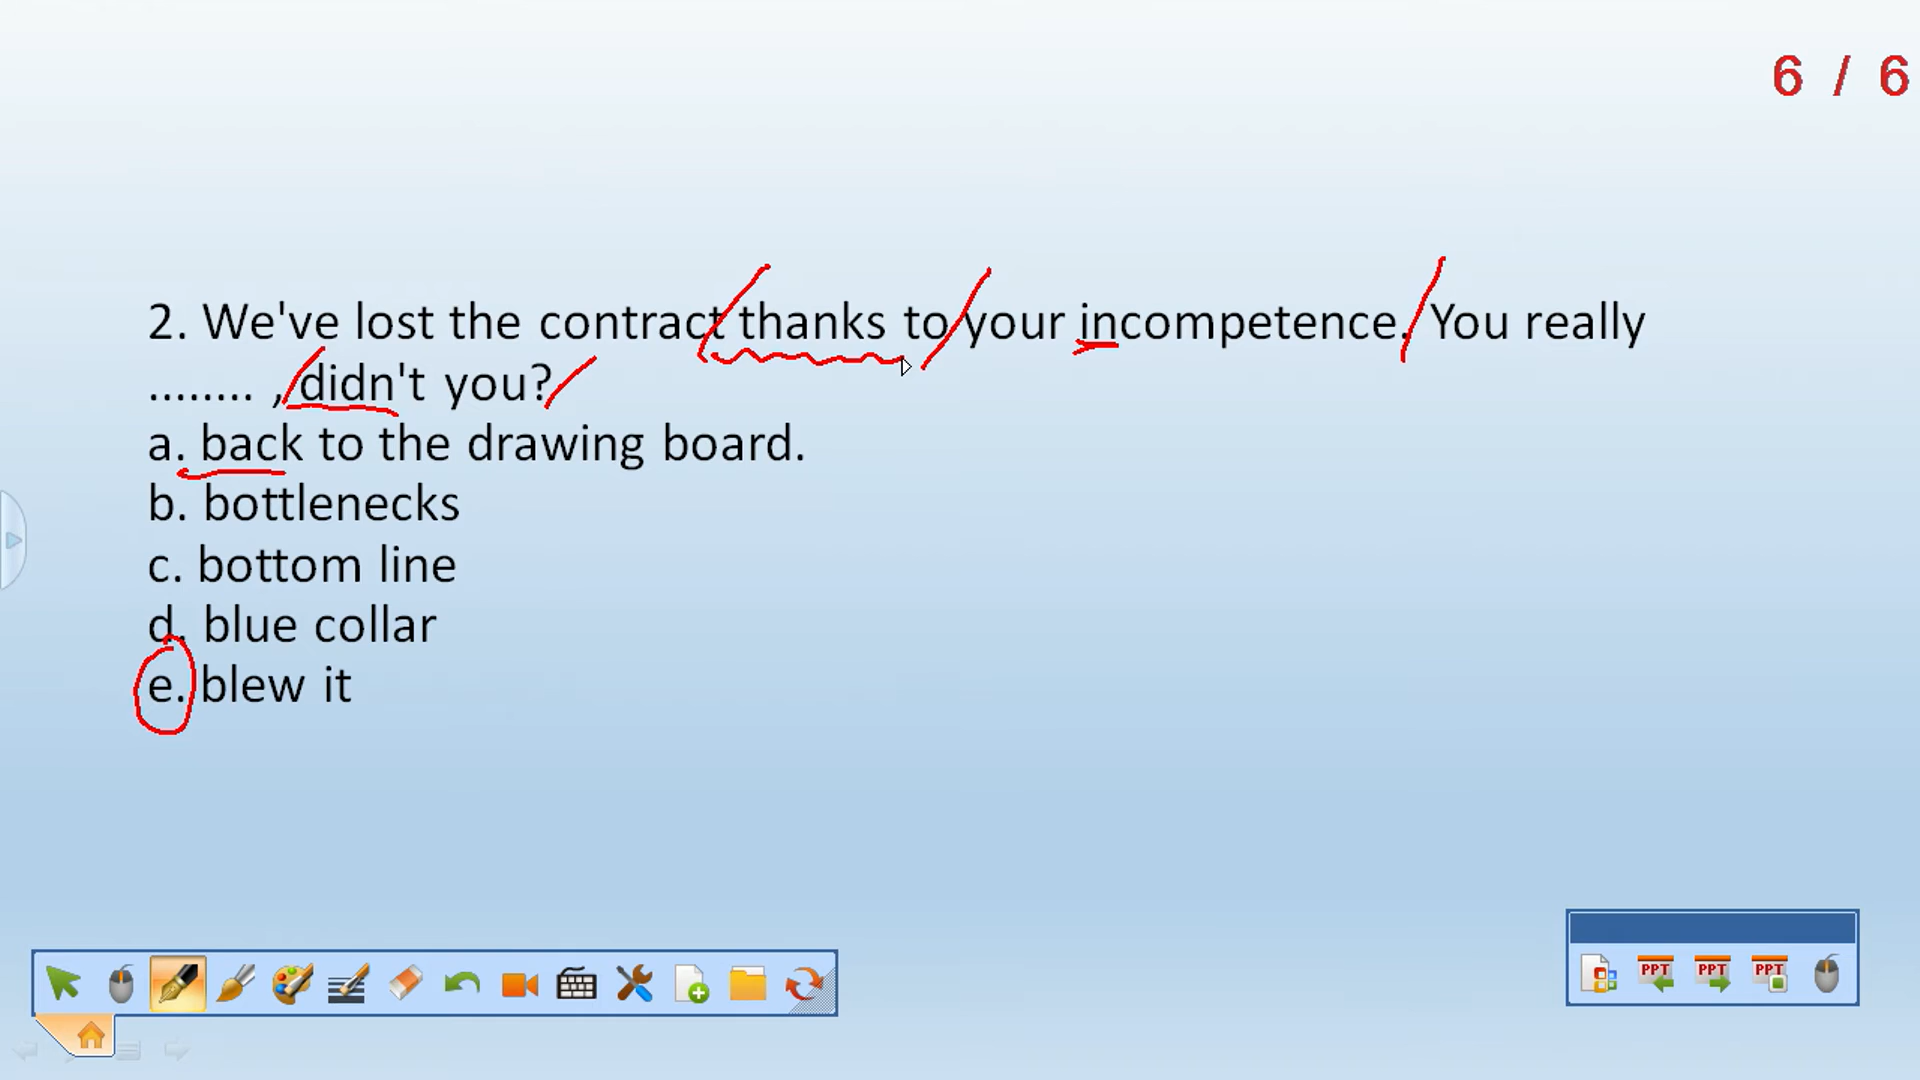 6 / 6
2. We've lost the contract thanks to your incompetence. You really
........ , didn't you?
a. back to the drawing board.
b. bottlenecks
c. bottom line
d. blue collar
e. blew it
PPT PPT PPT